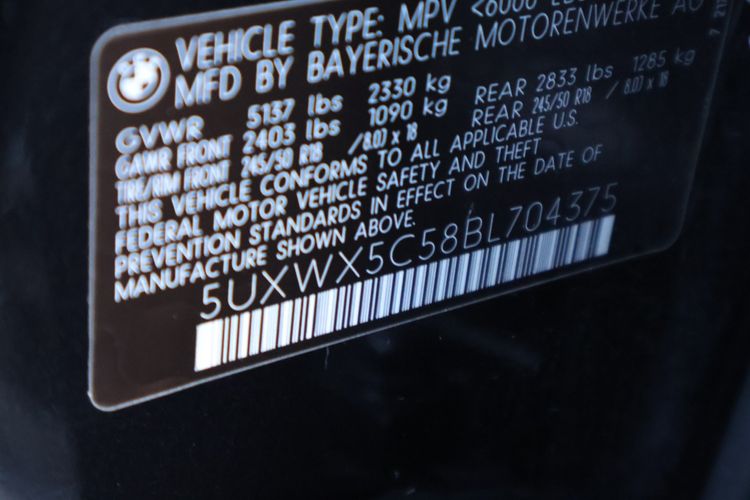 VEHICLE TYPE: MPV
MFD BY BAYERISCHE MOTORENWERKE AG
GVWR 5137 lbs 2330 kg
GAWR FRONT 2403 lbs 1090 kg REAR 2833 lbs 1285 kg
TIRE/RIM FRONT 245/50 R18 /8.0J x 18 REAR 245/50 R18 /8.0J x 18
THIS VEHICLE CONFORMS TO ALL APPLICABLE U.S.
FEDERAL MOTOR VEHICLE SAFETY AND THEFT
PREVENTION STANDARDS IN EFFECT ON THE DATE OF
MANUFACTURE SHOWN ABOVE.
5UXWX5C58BL704375